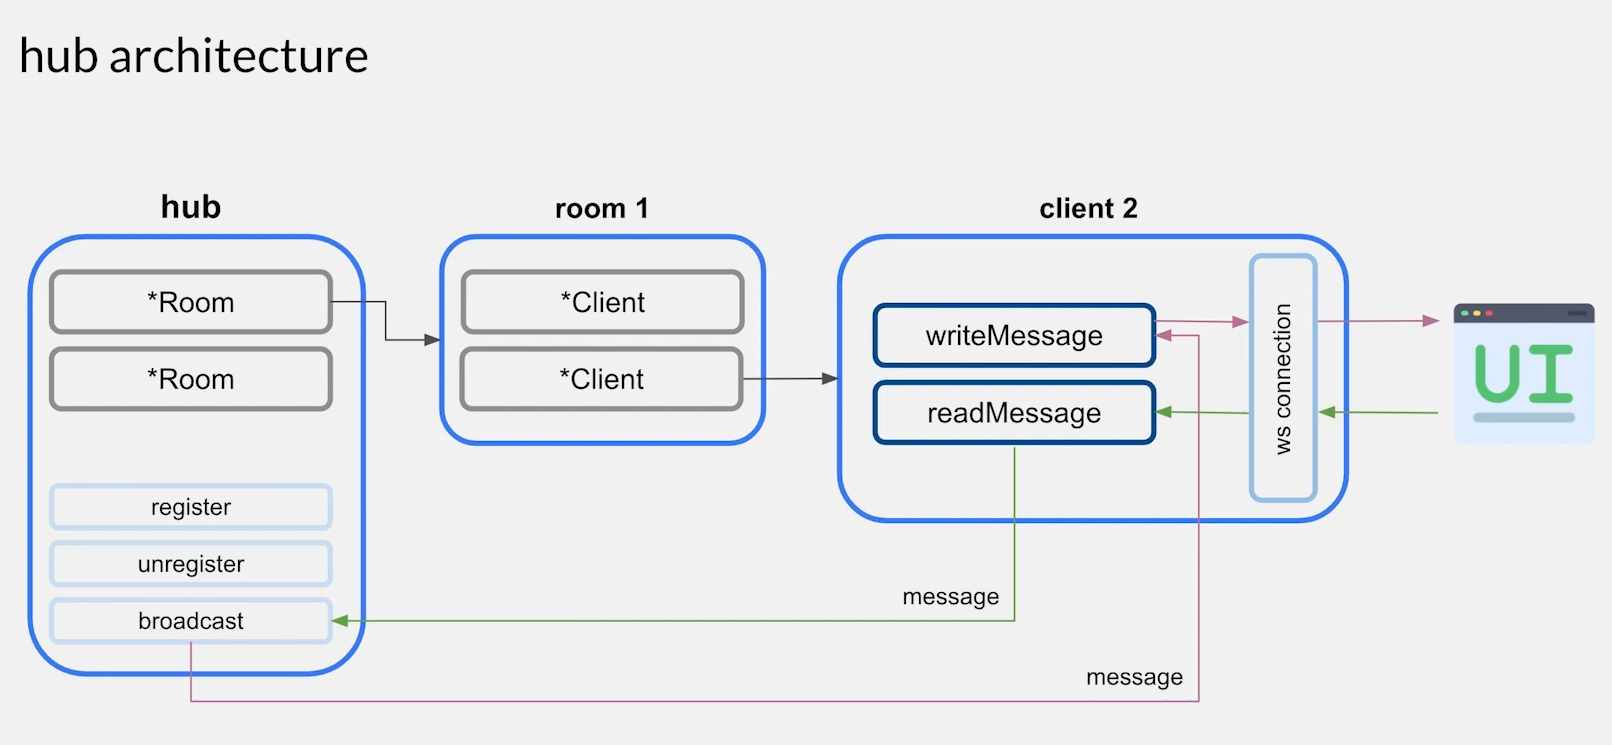 hub architecture
hub
*Room
*Room
register
unregister
broadcast
room 1
*Client
*Client
client 2
writeMessage
readMessage
ws connection
UI
message
message